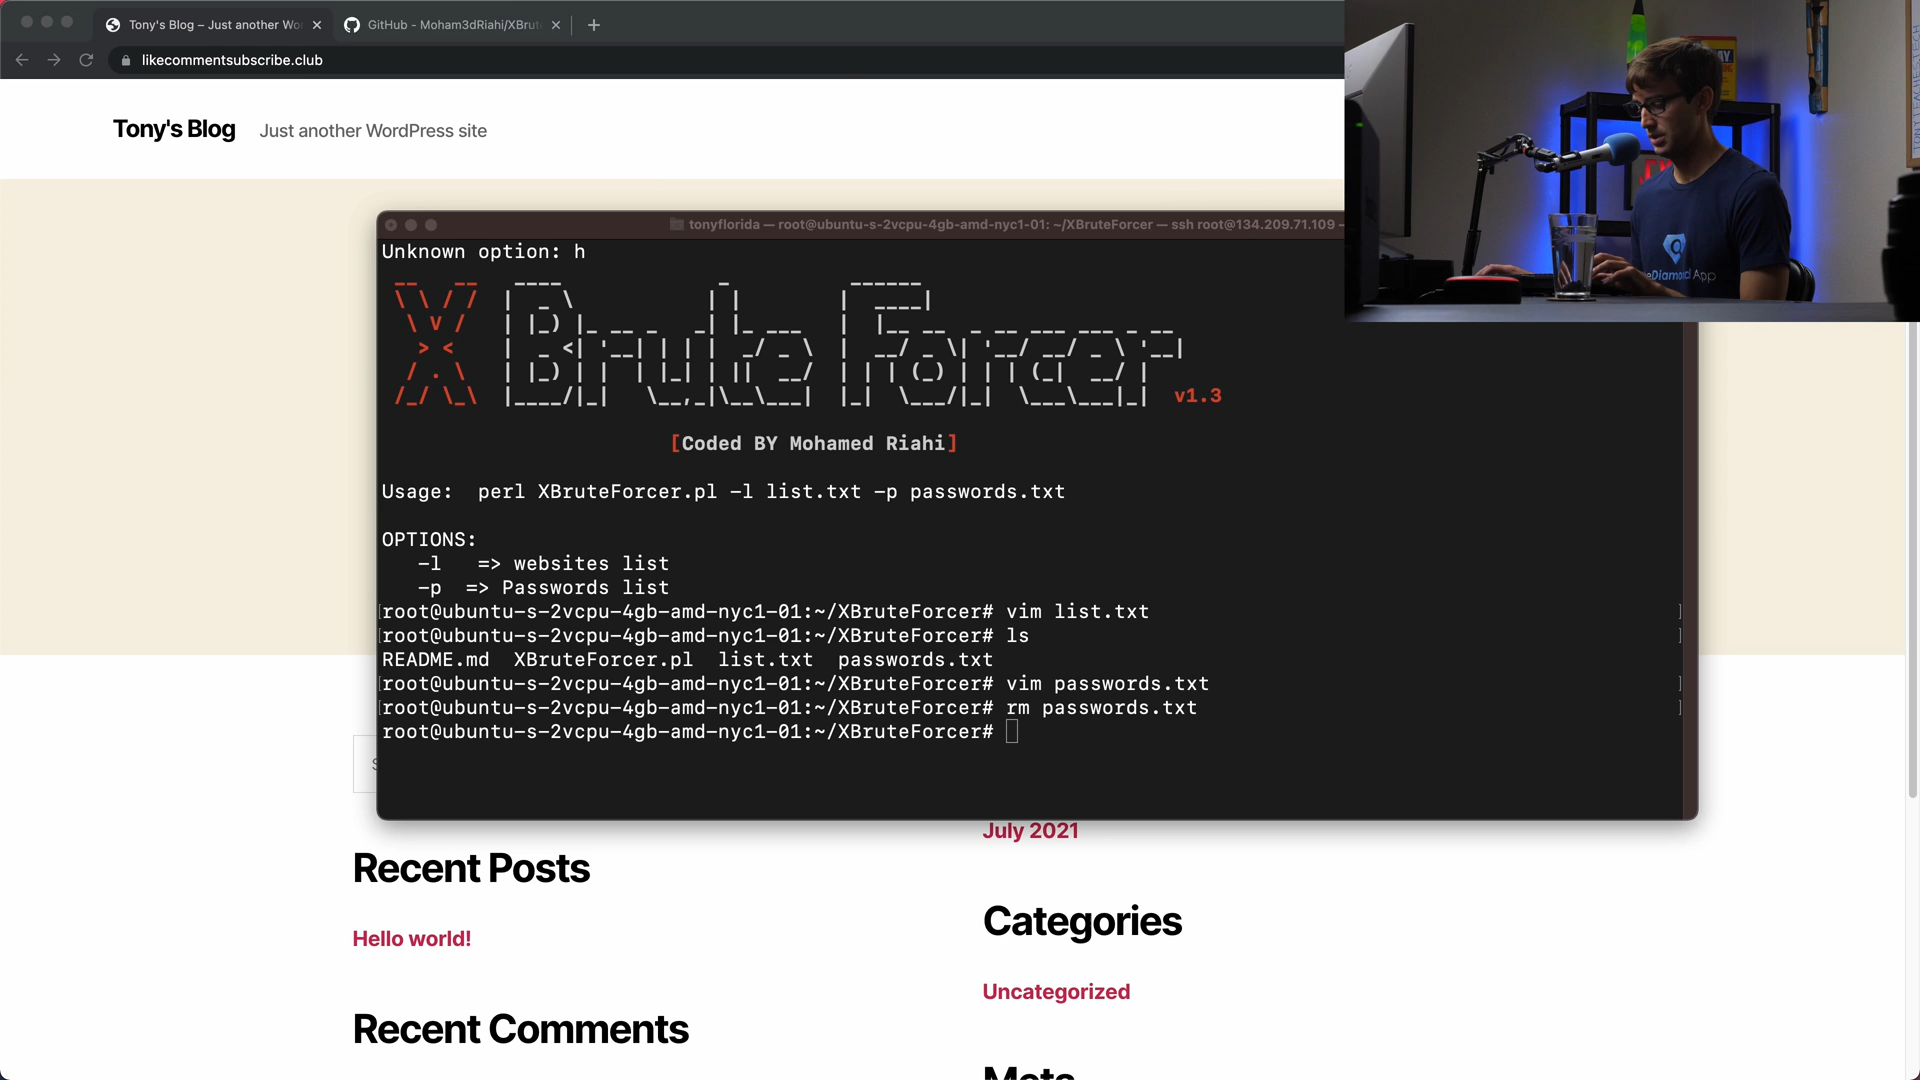 Tony's Blog – Just another Wo
GitHub - Moham3dRiahi/XBrut
likecommentsubscribe.club
Tony's Blog Just another WordPress site
tonyflorida — root@ubuntu-s-2vcpu-4gb-amd-nyc1-01: ~/XBruteForcer — ssh root@134.209.71.109
Unknown option: h
X Brute Forcer v1.3
[Coded BY Mohamed Riahi]
Usage: perl XBruteForcer.pl -l list.txt -p passwords.txt
OPTIONS:
-l => websites list
-p => Passwords list
root@ubuntu-s-2vcpu-4gb-amd-nyc1-01:~/XBruteForcer# vim list.txt
root@ubuntu-s-2vcpu-4gb-amd-nyc1-01:~/XBruteForcer# ls
README.md XBruteForcer.pl list.txt passwords.txt
root@ubuntu-s-2vcpu-4gb-amd-nyc1-01:~/XBruteForcer# vim passwords.txt
root@ubuntu-s-2vcpu-4gb-amd-nyc1-01:~/XBruteForcer# rm passwords.txt
root@ubuntu-s-2vcpu-4gb-amd-nyc1-01:~/XBruteForcer#
July 2021
Recent Posts
Hello world!
Categories
Uncategorized
Recent Comments
Meta
eDiamond App